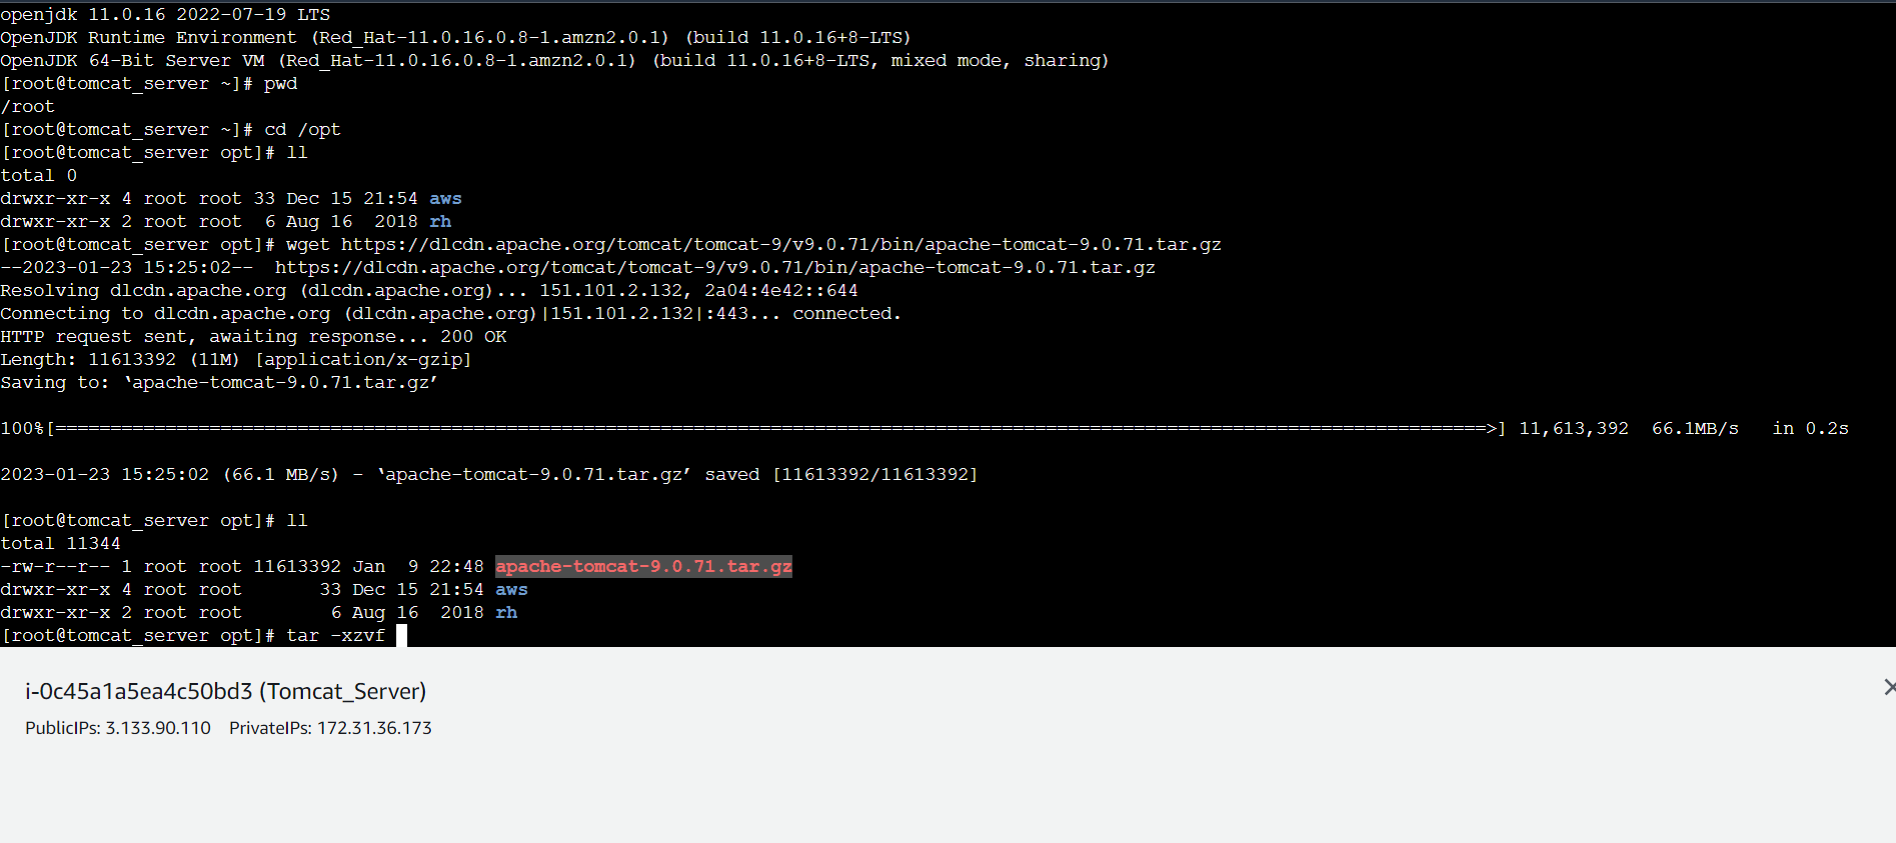 openjdk 11.0.16 2022-07-19 LTS
OpenJDK Runtime Environment (Red_Hat-11.0.16.0.8-1.amzn2.0.1) (build 11.0.16+8-LTS)
OpenJDK 64-Bit Server VM (Red_Hat-11.0.16.0.8-1.amzn2.0.1) (build 11.0.16+8-LTS, mixed mode, sharing)
[root@tomcat_server ~]# pwd
/root
[root@tomcat_server ~]# cd /opt
[root@tomcat_server opt]# ll
total 0
drwxr-xr-x 4 root root 33 Dec 15 21:54 aws
drwxr-xr-x 2 root root  6 Aug 16  2018 rh
[root@tomcat_server opt]# wget https://dlcdn.apache.org/tomcat/tomcat-9/v9.0.71/bin/apache-tomcat-9.0.71.tar.gz
--2023-01-23 15:25:02--  https://dlcdn.apache.org/tomcat/tomcat-9/v9.0.71/bin/apache-tomcat-9.0.71.tar.gz
Resolving dlcdn.apache.org (dlcdn.apache.org)... 151.101.2.132, 2a04:4e42::644
Connecting to dlcdn.apache.org (dlcdn.apache.org)|151.101.2.132|:443... connected.
HTTP request sent, awaiting response... 200 OK
Length: 11613392 (11M) [application/x-gzip]
Saving to: ‘apache-tomcat-9.0.71.tar.gz’
100%[==================================================================================================================================>] 11,613,392  66.1MB/s   in 0.2s
2023-01-23 15:25:02 (66.1 MB/s) - ‘apache-tomcat-9.0.71.tar.gz’ saved [11613392/11613392]
[root@tomcat_server opt]# ll
total 11344
-rw-r--r-- 1 root root 11613392 Jan  9 22:48 apache-tomcat-9.0.71.tar.gz
drwxr-xr-x 4 root root       33 Dec 15 21:54 aws
drwxr-xr-x 2 root root        6 Aug 16  2018 rh
[root@tomcat_server opt]# tar -xzvf
i-0c45a1a5ea4c50bd3 (Tomcat_Server)
PublicIPs: 3.133.90.110 PrivateIPs: 172.31.36.173